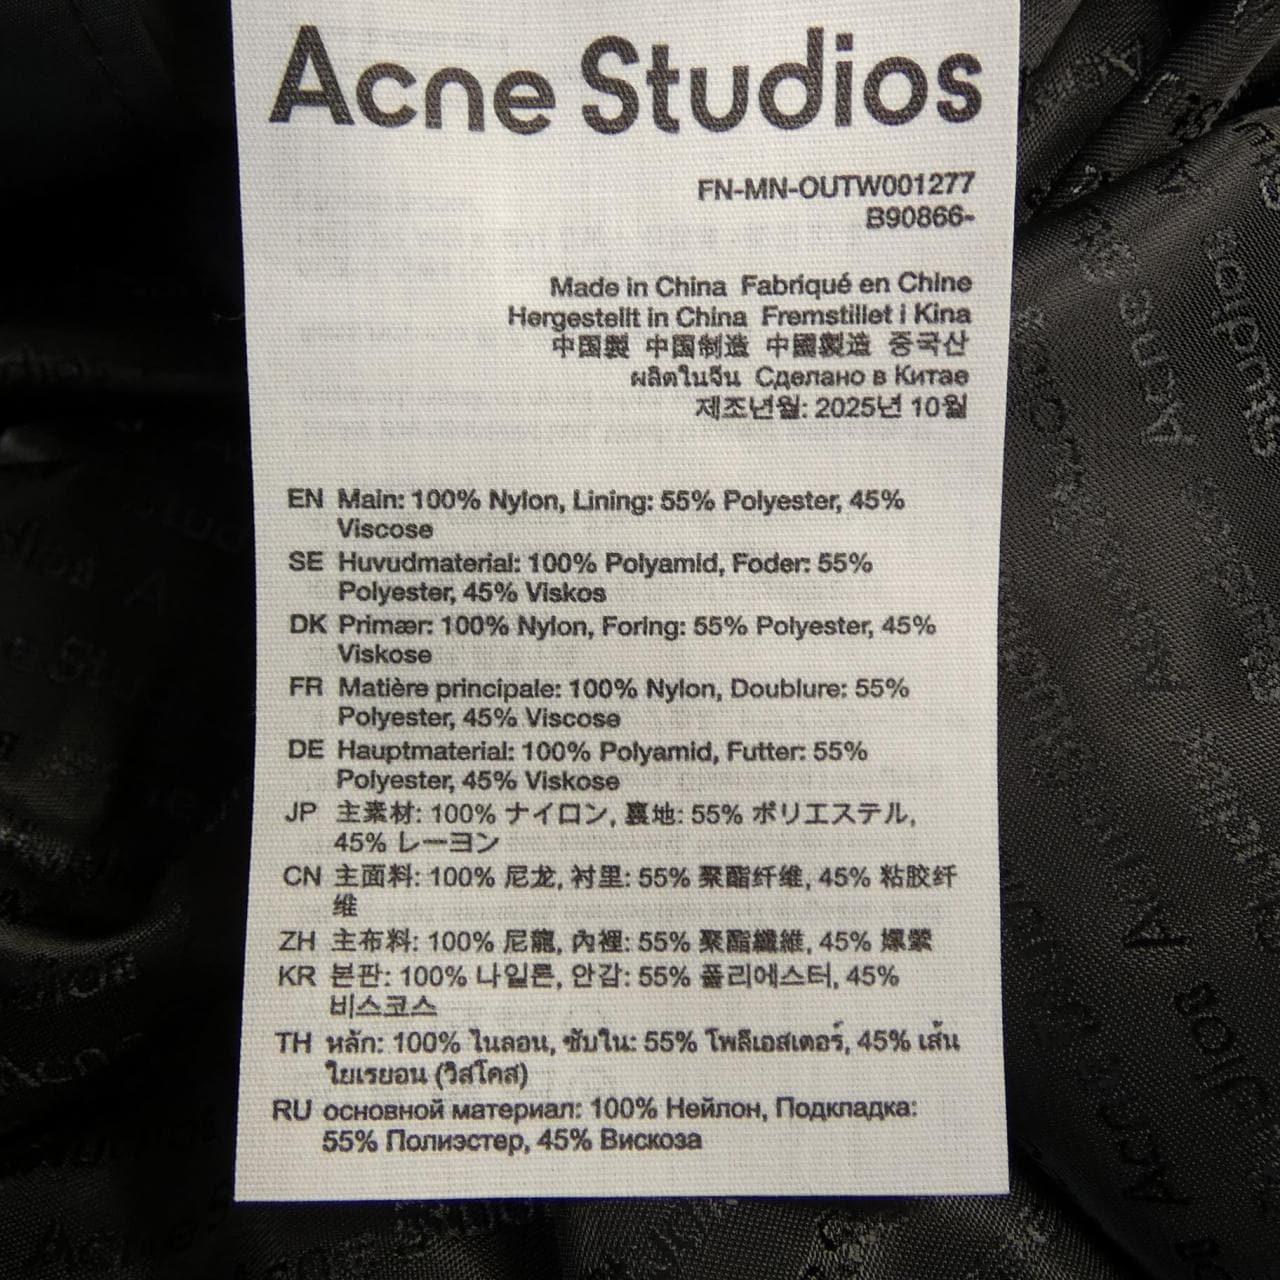 Acne Studios
FN-MN-OUTW001277
B90866-
Made in China Fabriqué en Chine
Hergestellt in China Fremstillet i Kina
中国製 中国制造 中國製造 중국산
ผลิตในจีน Сделано в Китае
제조년월: 2025년 10월
EN Main: 100% Nylon, Lining: 55% Polyester, 45%
Viscose
SE Huvudmaterial: 100% Polyamid, Foder: 55%
Polyester, 45% Viskos
DK Primær: 100% Nylon, Foring: 55% Polyester, 45%
Viskose
FR Matière principale: 100% Nylon, Doublure: 55%
Polyester, 45% Viscose
DE Hauptmaterial: 100% Polyamid, Futter: 55%
Polyester, 45% Viskose
JP 主素材: 100% ナイロン, 裏地: 55% ポリエステル,
45% レーヨン
CN 主面料: 100% 尼龙, 衬里: 55% 聚酯纤维, 45% 粘胶纤
维
ZH 主布料: 100% 尼龍, 內裡: 55% 聚酯纖維, 45% 嫘縈
KR 본판: 100% 나일론, 안감: 55% 폴리에스터, 45%
비스코스
TH หลัก: 100% ไนลอน, ซับใน: 55% โพลีเอสเตอร์, 45% เส้น
ใยเรยอน (วิสโคส)
RU основной материал: 100% Нейлон, Подкладка:
55% Полиэстер, 45% Вискоза